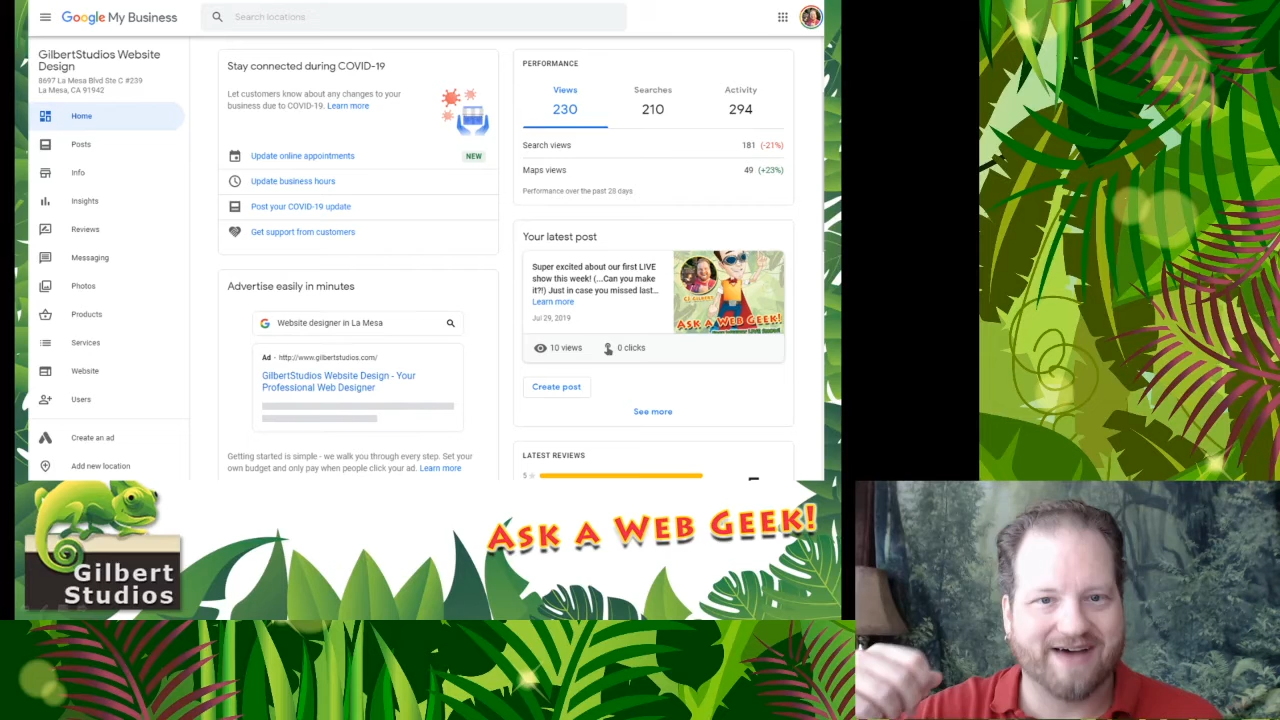 Google My Business
Search locations
GilbertStudios Website
Design
8697 La Mesa Blvd Ste C #239
La Mesa, CA 91942
Home
Posts
Info
Insights
Reviews
Messaging
Photos
Products
Services
Website
Users
Create an ad
Add new location
Stay connected during COVID-19
Let customers know about any changes to your
business due to COVID-19. Learn more
Update online appointments NEW
Update business hours
Post your COVID-19 update
Get support from customers
Advertise easily in minutes
Website designer in La Mesa
Ad · http://www.gilbertstudios.com/
GilbertStudios Website Design - Your
Professional Web Designer
Getting started is simple - we walk you through every step. Set your
own budget and only pay when people click your ad. Learn more
PERFORMANCE
Views Searches Activity
230 210 294
Search views 181 (-21%)
Maps views 49 (+23%)
Performance over the past 28 days
Your latest post
Super excited about our first LIVE
show this week! (...Can you make
it?!) Just in case you missed last...
Learn more
Jul 29, 2019
ASK A WEB GEEK!
10 views 0 clicks
Create post
See more
LATEST REVIEWS
5
Gilbert
Studios
ASK A WEB GEEK!